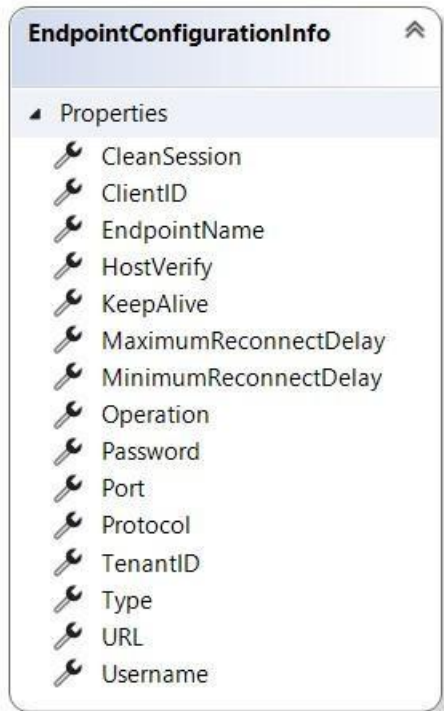 EndpointConfigurationInfo
Properties
CleanSession
ClientID
EndpointName
HostVerify
KeepAlive
MaximumReconnectDelay
MinimumReconnectDelay
Operation
Password
Port
Protocol
TenantID
Type
URL
Username